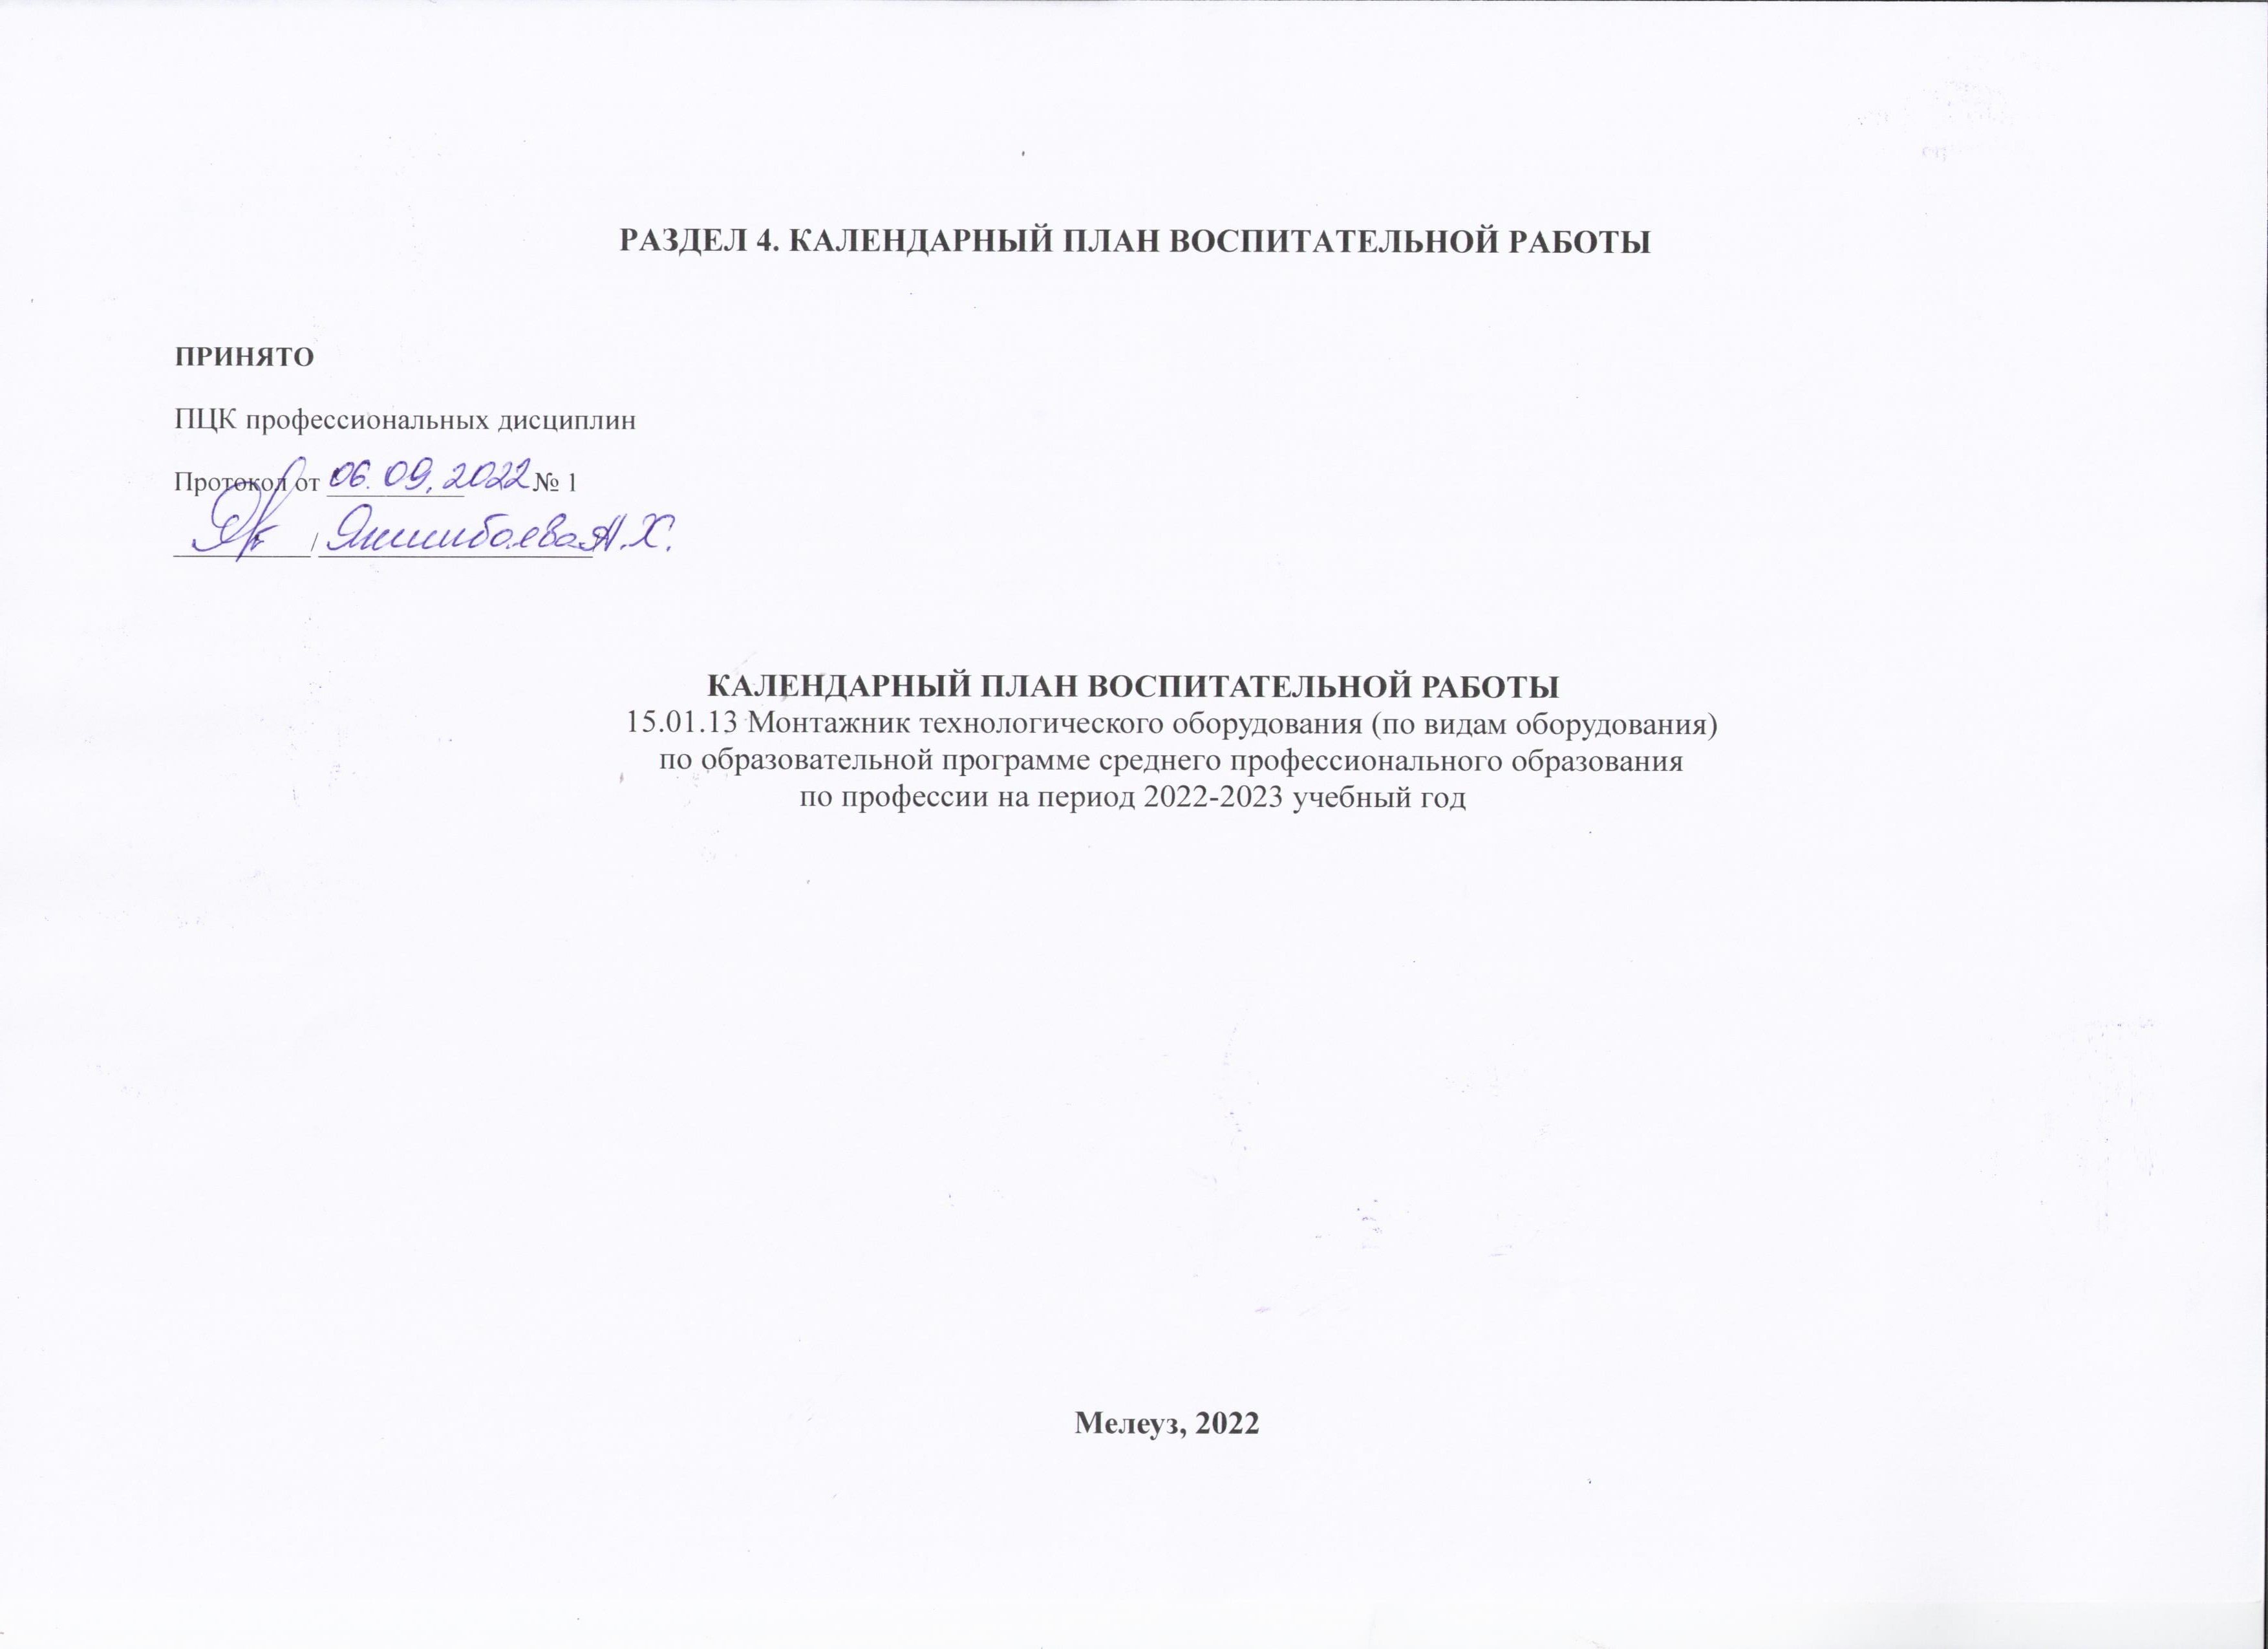 РАЗДЕЛ 4. КАЛЕНДАРНЫЙ ПЛАН ВОСПИТАТЕЛЬНОЙ РАБОТЫ
ПРИНЯТО
ПЦК профессиональных дисциплин
Протокол от 06.09.2022 № 1
/ Яншибаева А.Х.
КАЛЕНДАРНЫЙ ПЛАН ВОСПИТАТЕЛЬНОЙ РАБОТЫ
15.01.13 Монтажник технологического оборудования (по видам оборудования)
по образовательной программе среднего профессионального образования
по профессии на период 2022-2023 учебный год
Мелеуз, 2022